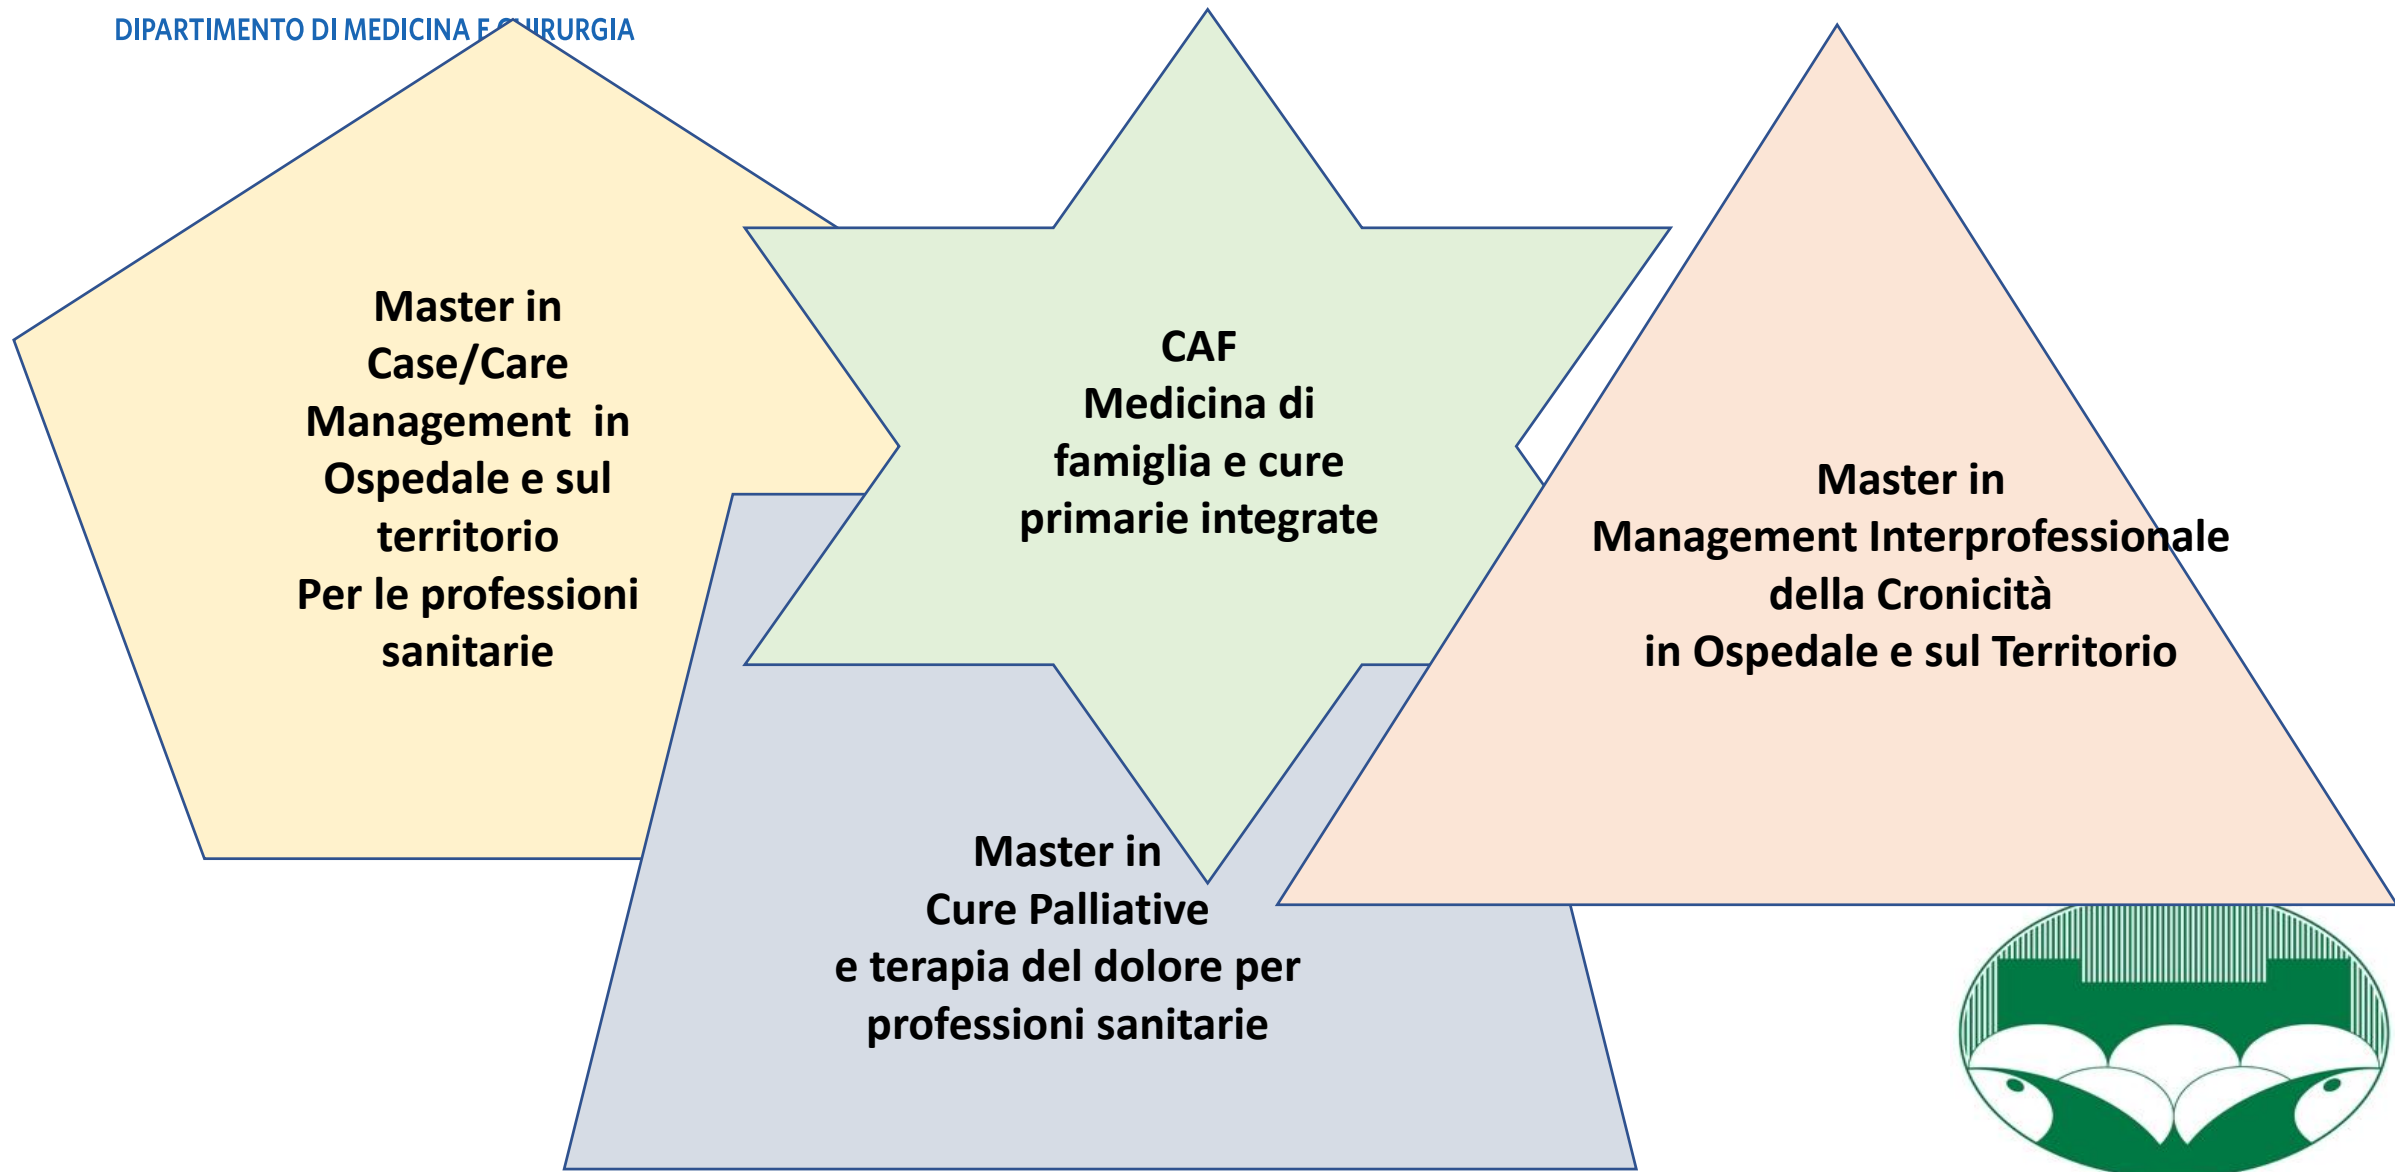 DIPARTIMENTO DI MEDICINA E CHIRURGIA
Master in
Case/Care
Management  in
Ospedale e sul
territorio
Per le professioni
sanitarie
CAF
Medicina di
famiglia e cure
primarie integrate
Master in
Management Interprofessionale
della Cronicità
in Ospedale e sul Territorio
Master in
Cure Palliative
e terapia del dolore per
professioni sanitarie